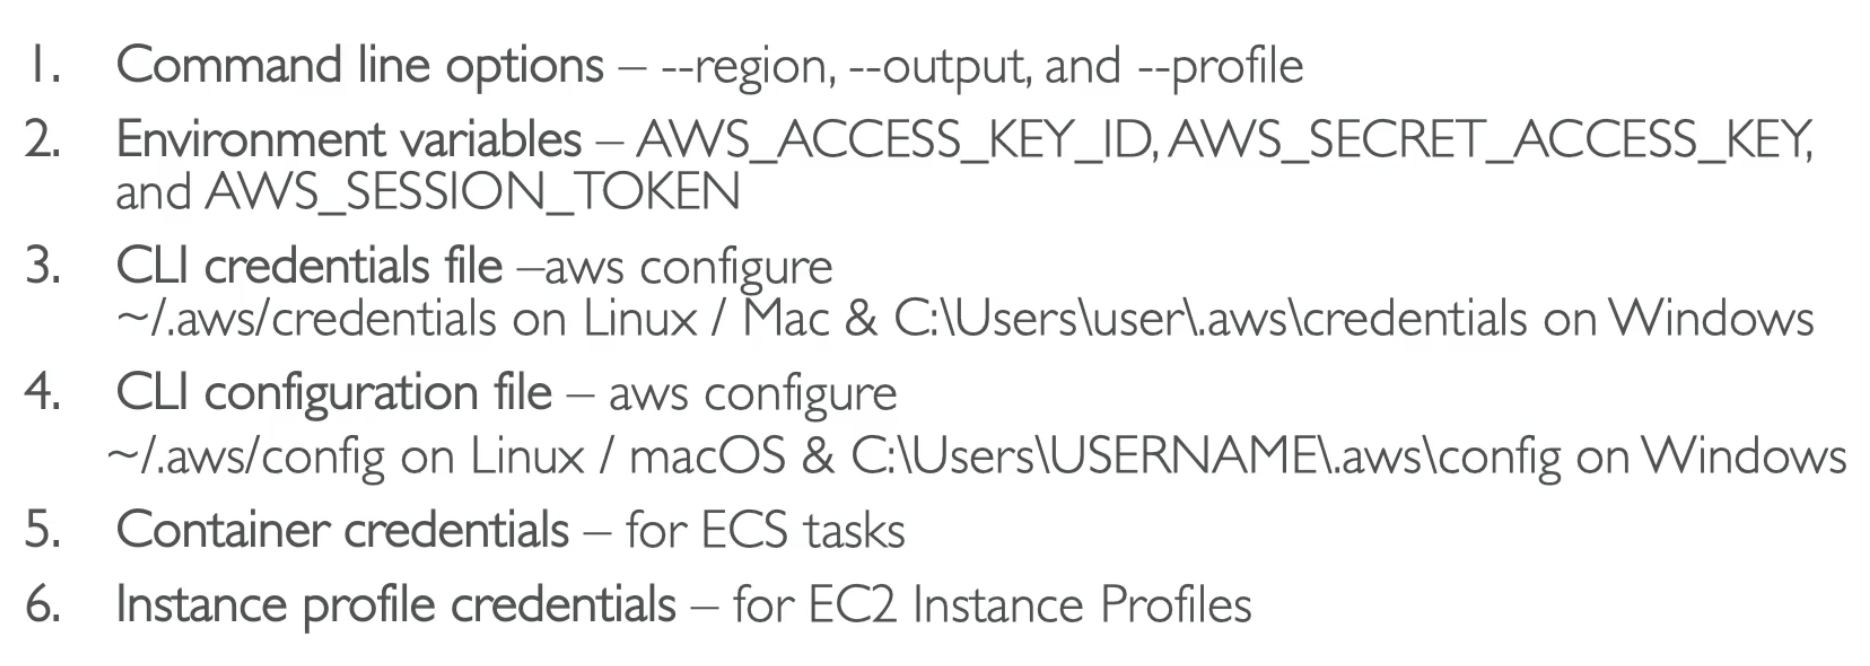 1. Command line options – --region, --output, and --profile
2. Environment variables – AWS_ACCESS_KEY_ID, AWS_SECRET_ACCESS_KEY,
and AWS_SESSION_TOKEN
3. CLI credentials file –aws configure
~/.aws/credentials on Linux / Mac & C:\Users\user\.aws\credentials on Windows
4. CLI configuration file – aws configure
~/.aws/config on Linux / macOS & C:\Users\USERNAME\.aws\config on Windows
5. Container credentials – for ECS tasks
6. Instance profile credentials – for EC2 Instance Profiles